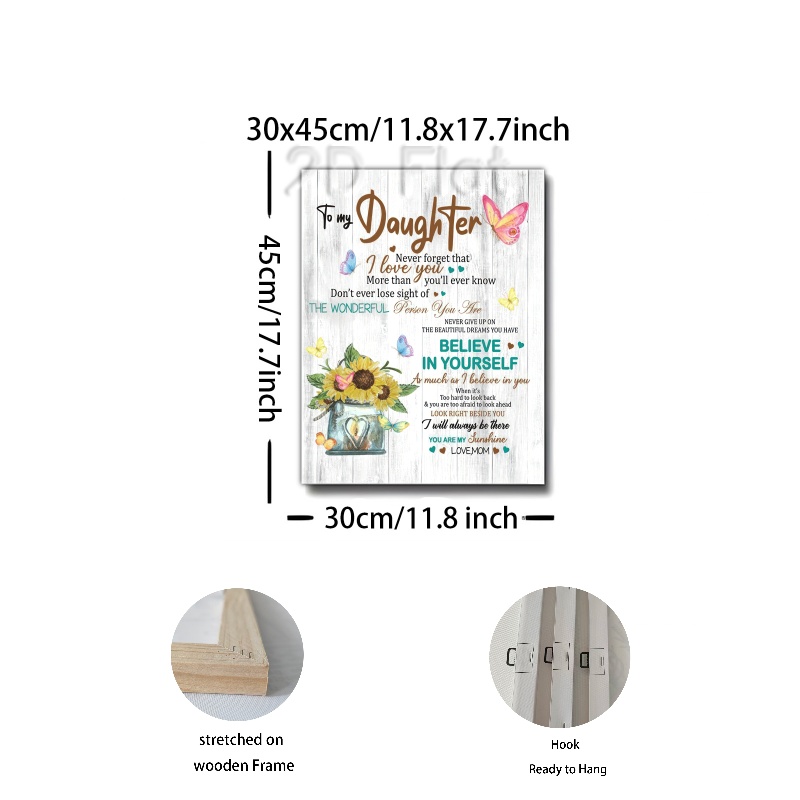 30x45cm/11.8x17.7inch
2D Flat
45cm/17.7inch
To my Daughter
Never forget that
I love you
More than you'll ever know
Don't ever lose sight of
THE WONDERFUL Person You Are
NEVER GIVE UP ON
THE BEAUTIFUL DREAMS YOU HAVE
BELIEVE
IN YOURSELF
As much as I believe in you
When it's
Too hard to look back
& you are too afraid to look ahead
LOOK RIGHT BESIDE YOU
I will always be there
YOU ARE MY Sunshine
LOVE,MOM
30cm/11.8 inch
stretched on
wooden Frame
Hook
Ready to Hang